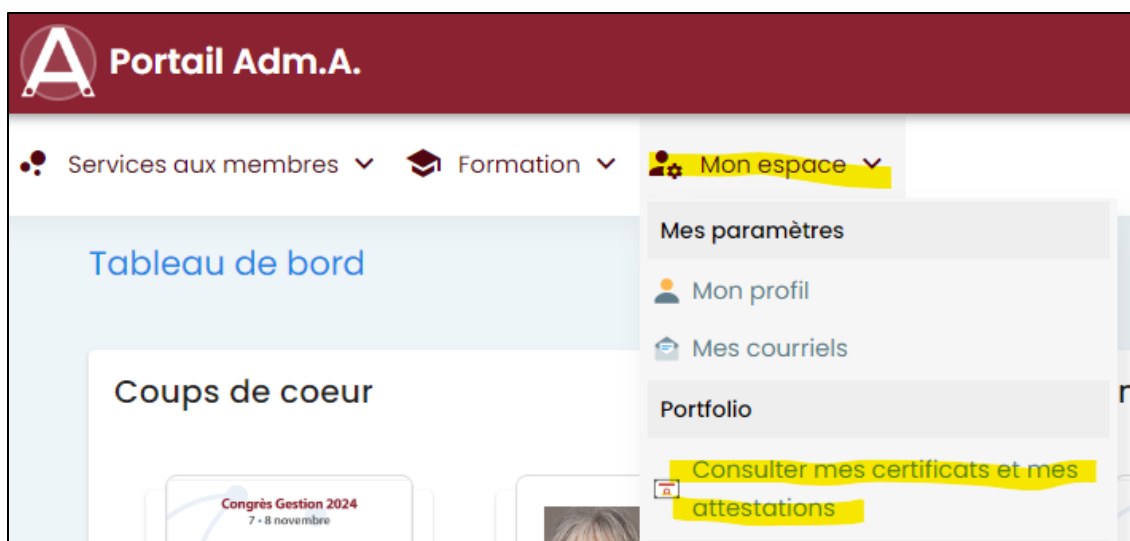 Portail Adm.A.
Services aux membres
Formation
Mon espace
Mes paramètres
Tableau de bord
Mon profil
Mes courriels
Coups de coeur
Portfolio
Consulter mes certificats et mes
attestations
Congrès Gestion 2024
7 - 8 novembre